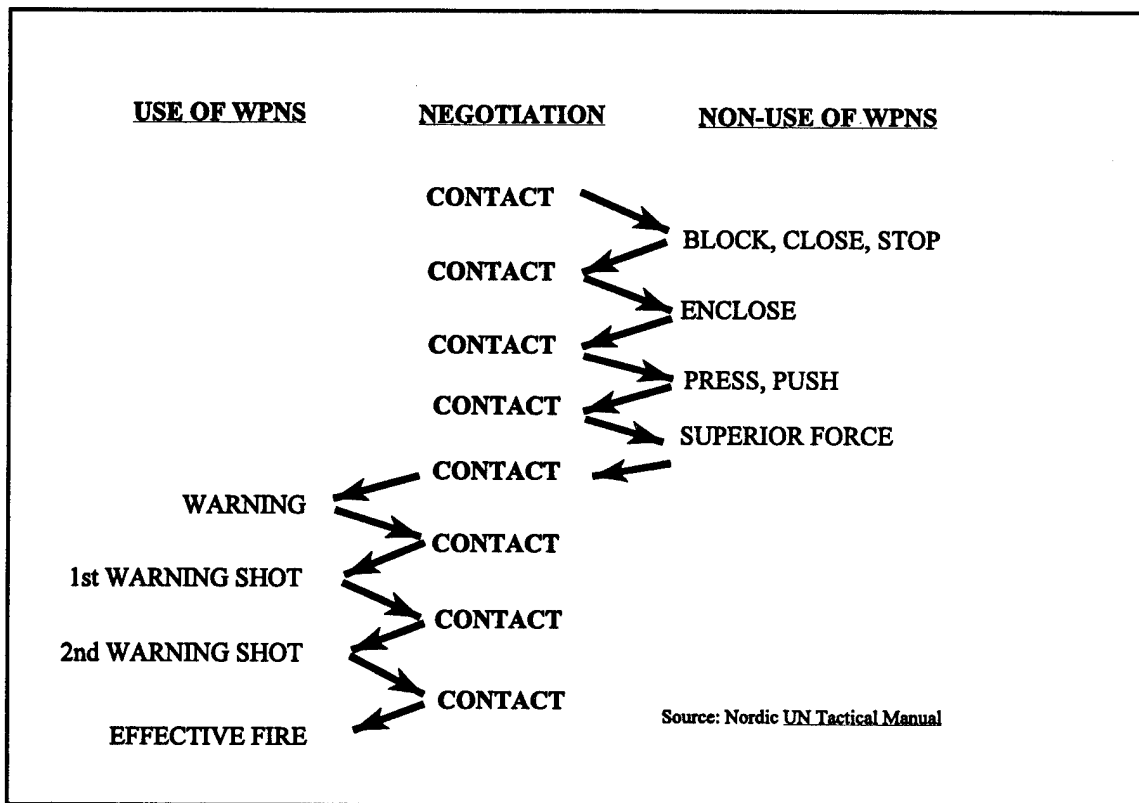 USE OF WPNS NEGOTIATION NON-USE OF WPNS
CONTACT
BLOCK, CLOSE, STOP
CONTACT
ENCLOSE
CONTACT
PRESS, PUSH
CONTACT
SUPERIOR FORCE
CONTACT
WARNING
CONTACT
1st WARNING SHOT
CONTACT
2nd WARNING SHOT
CONTACT
EFFECTIVE FIRE
Source: Nordic UN Tactical Manual